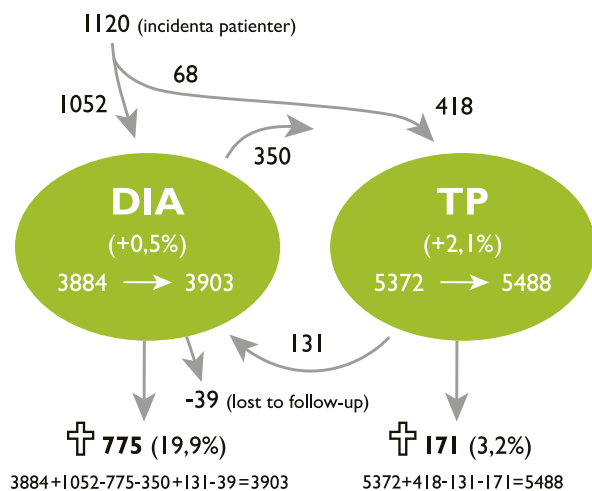 1120 (incidenta patienter)
68
1052
418
350
DIA
(+0,5%)
3884 → 3903
TP
(+2,1%)
5372 → 5488
131
-39 (lost to follow-up)
775 (19,9%)
171 (3,2%)
3884+1052-775-350+131-39=3903
5372+418-131-171=5488